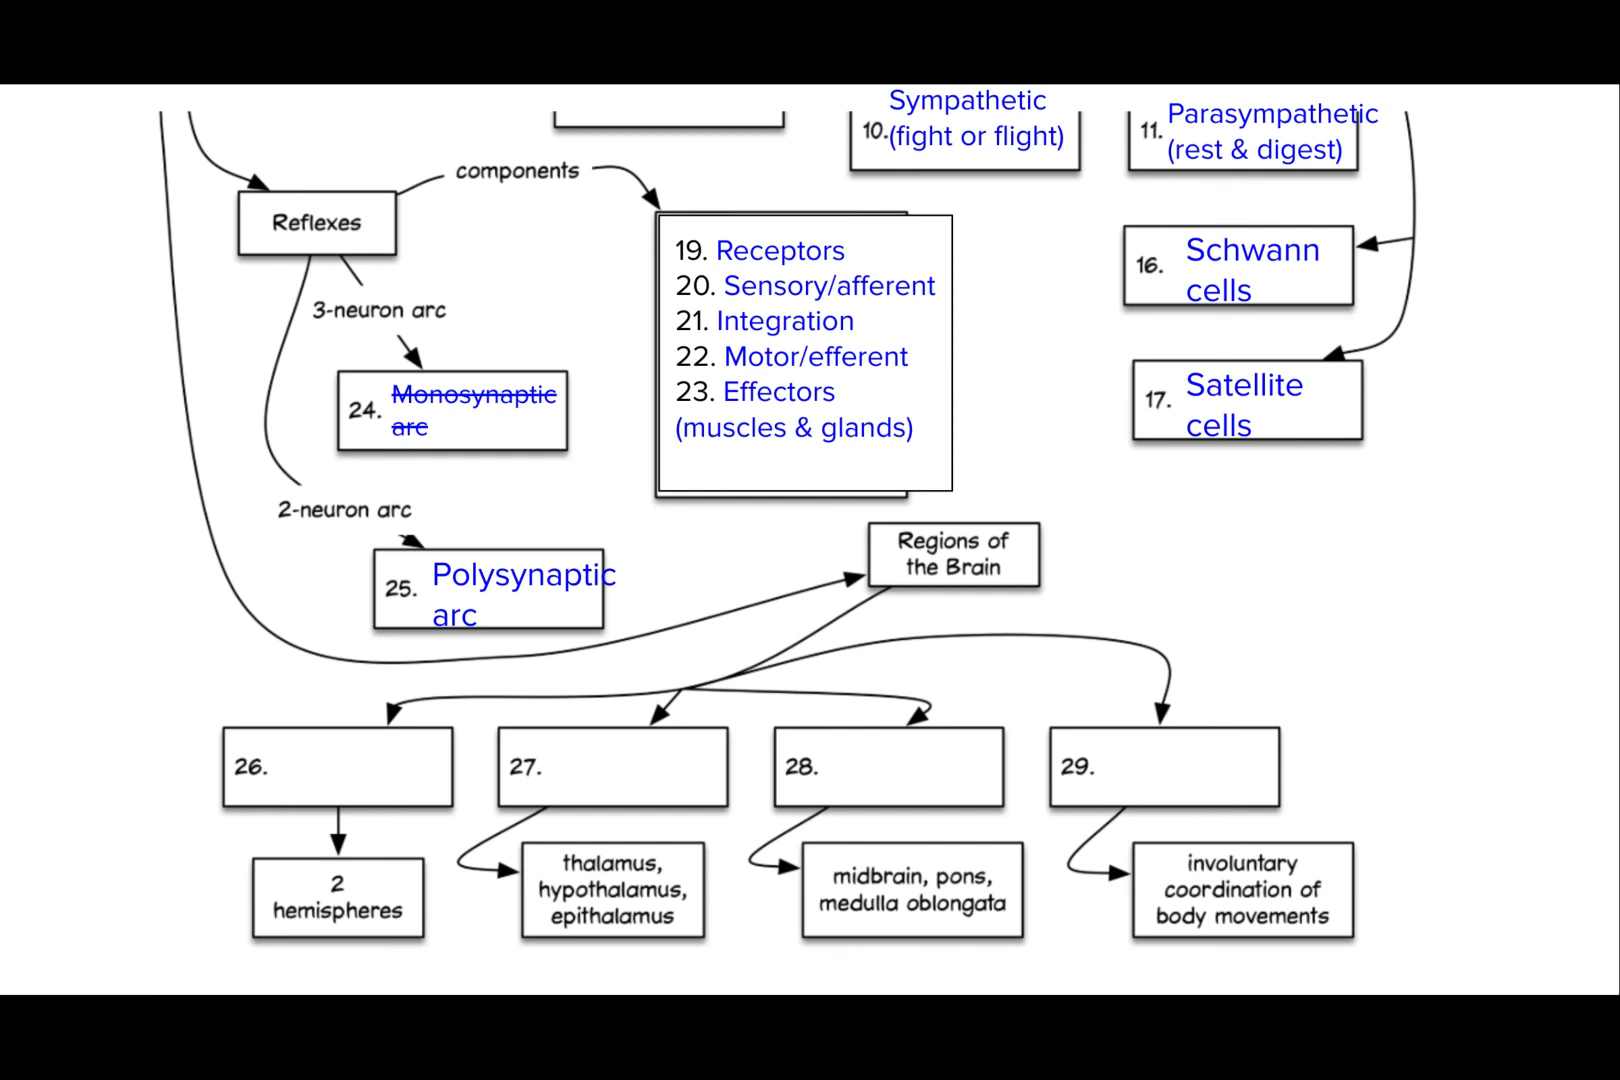 Sympathetic
10.(fight or flight)
Parasympathetic
11.
(rest & digest)
components
Reflexes
19. Receptors
20. Sensory/afferent
21. Integration
22. Motor/efferent
23. Effectors
(muscles & glands)
16. Schwann
cells
3-neuron arc
24. Monosynaptic
arc
17. Satellite
cells
2-neuron arc
25. Polysynaptic
arc
Regions of
the Brain
26.
27.
28.
29.
2
hemispheres
thalamus,
hypothalamus,
epithalamus
midbrain, pons,
medulla oblongata
involuntary
coordination of
body movements